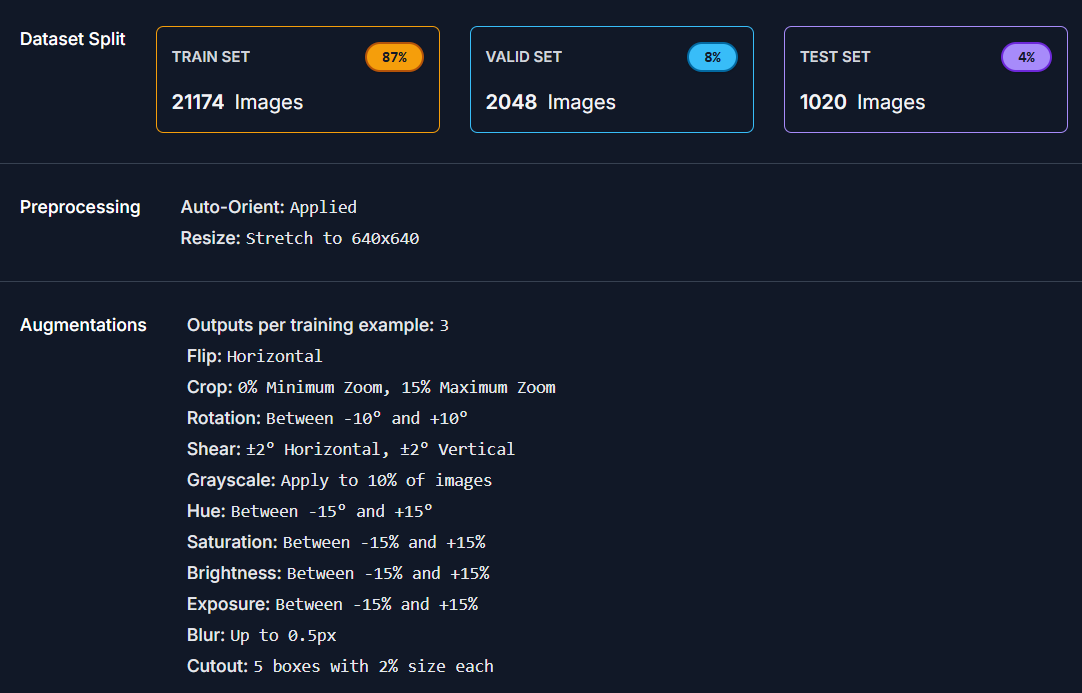 Dataset Split
TRAIN SET 87%
21174 Images
VALID SET 8%
2048 Images
TEST SET 4%
1020 Images
Preprocessing
Auto-Orient: Applied
Resize: Stretch to 640x640
Augmentations
Outputs per training example: 3
Flip: Horizontal
Crop: 0% Minimum Zoom, 15% Maximum Zoom
Rotation: Between -10° and +10°
Shear: ±2° Horizontal, ±2° Vertical
Grayscale: Apply to 10% of images
Hue: Between -15° and +15°
Saturation: Between -15% and +15%
Brightness: Between -15% and +15%
Exposure: Between -15% and +15%
Blur: Up to 0.5px
Cutout: 5 boxes with 2% size each